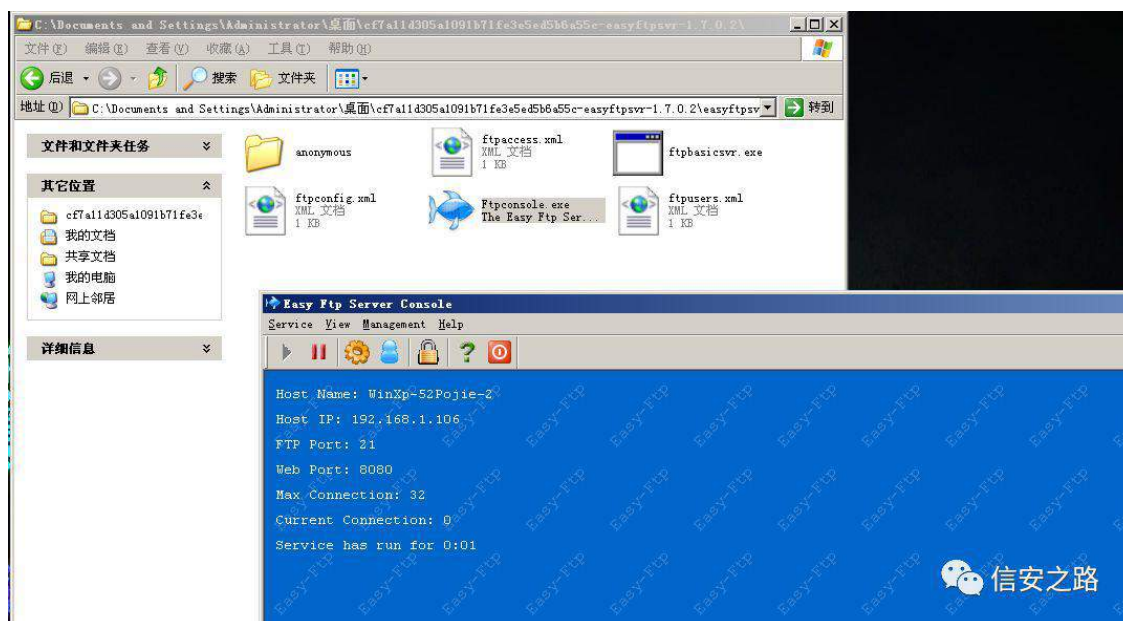 C:\Documents and Settings\Administrator\桌面\cf7a11d305a1091b71fe3e5ed5b6a55c-easyftpsvr-1.7.0.2\
文件(F) 编辑(E) 查看(V) 收藏(A) 工具(T) 帮助(H)
后退 搜索 文件夹
地址(D) C:\Documents and Settings\Administrator\桌面\cf7a11d305a1091b71fe3e5ed5b6a55c-easyftpsvr-1.7.0.2\easyftpsv 转到
文件和文件夹任务
其它位置
cf7a11d305a1091b71fe3e
我的文档
共享文档
我的电脑
网上邻居
详细信息
anonymous
ftpaccess.xml
XML 文档
1 KB
ftpbasicsvr.exe
ftpconfig.xml
XML 文档
1 KB
Ftpconsole.exe
The Easy Ftp Ser...
ftpusers.xml
XML 文档
1 KB
Easy Ftp Server Console
Service View Management Help
Host Name: WinXp-52Pojie-2
Host IP: 192.168.1.106
FTP Port: 21
Web Port: 8080
Max Connection: 32
Current Connection: 0
Service has run for 0:01
Easy-Ftp
信安之路